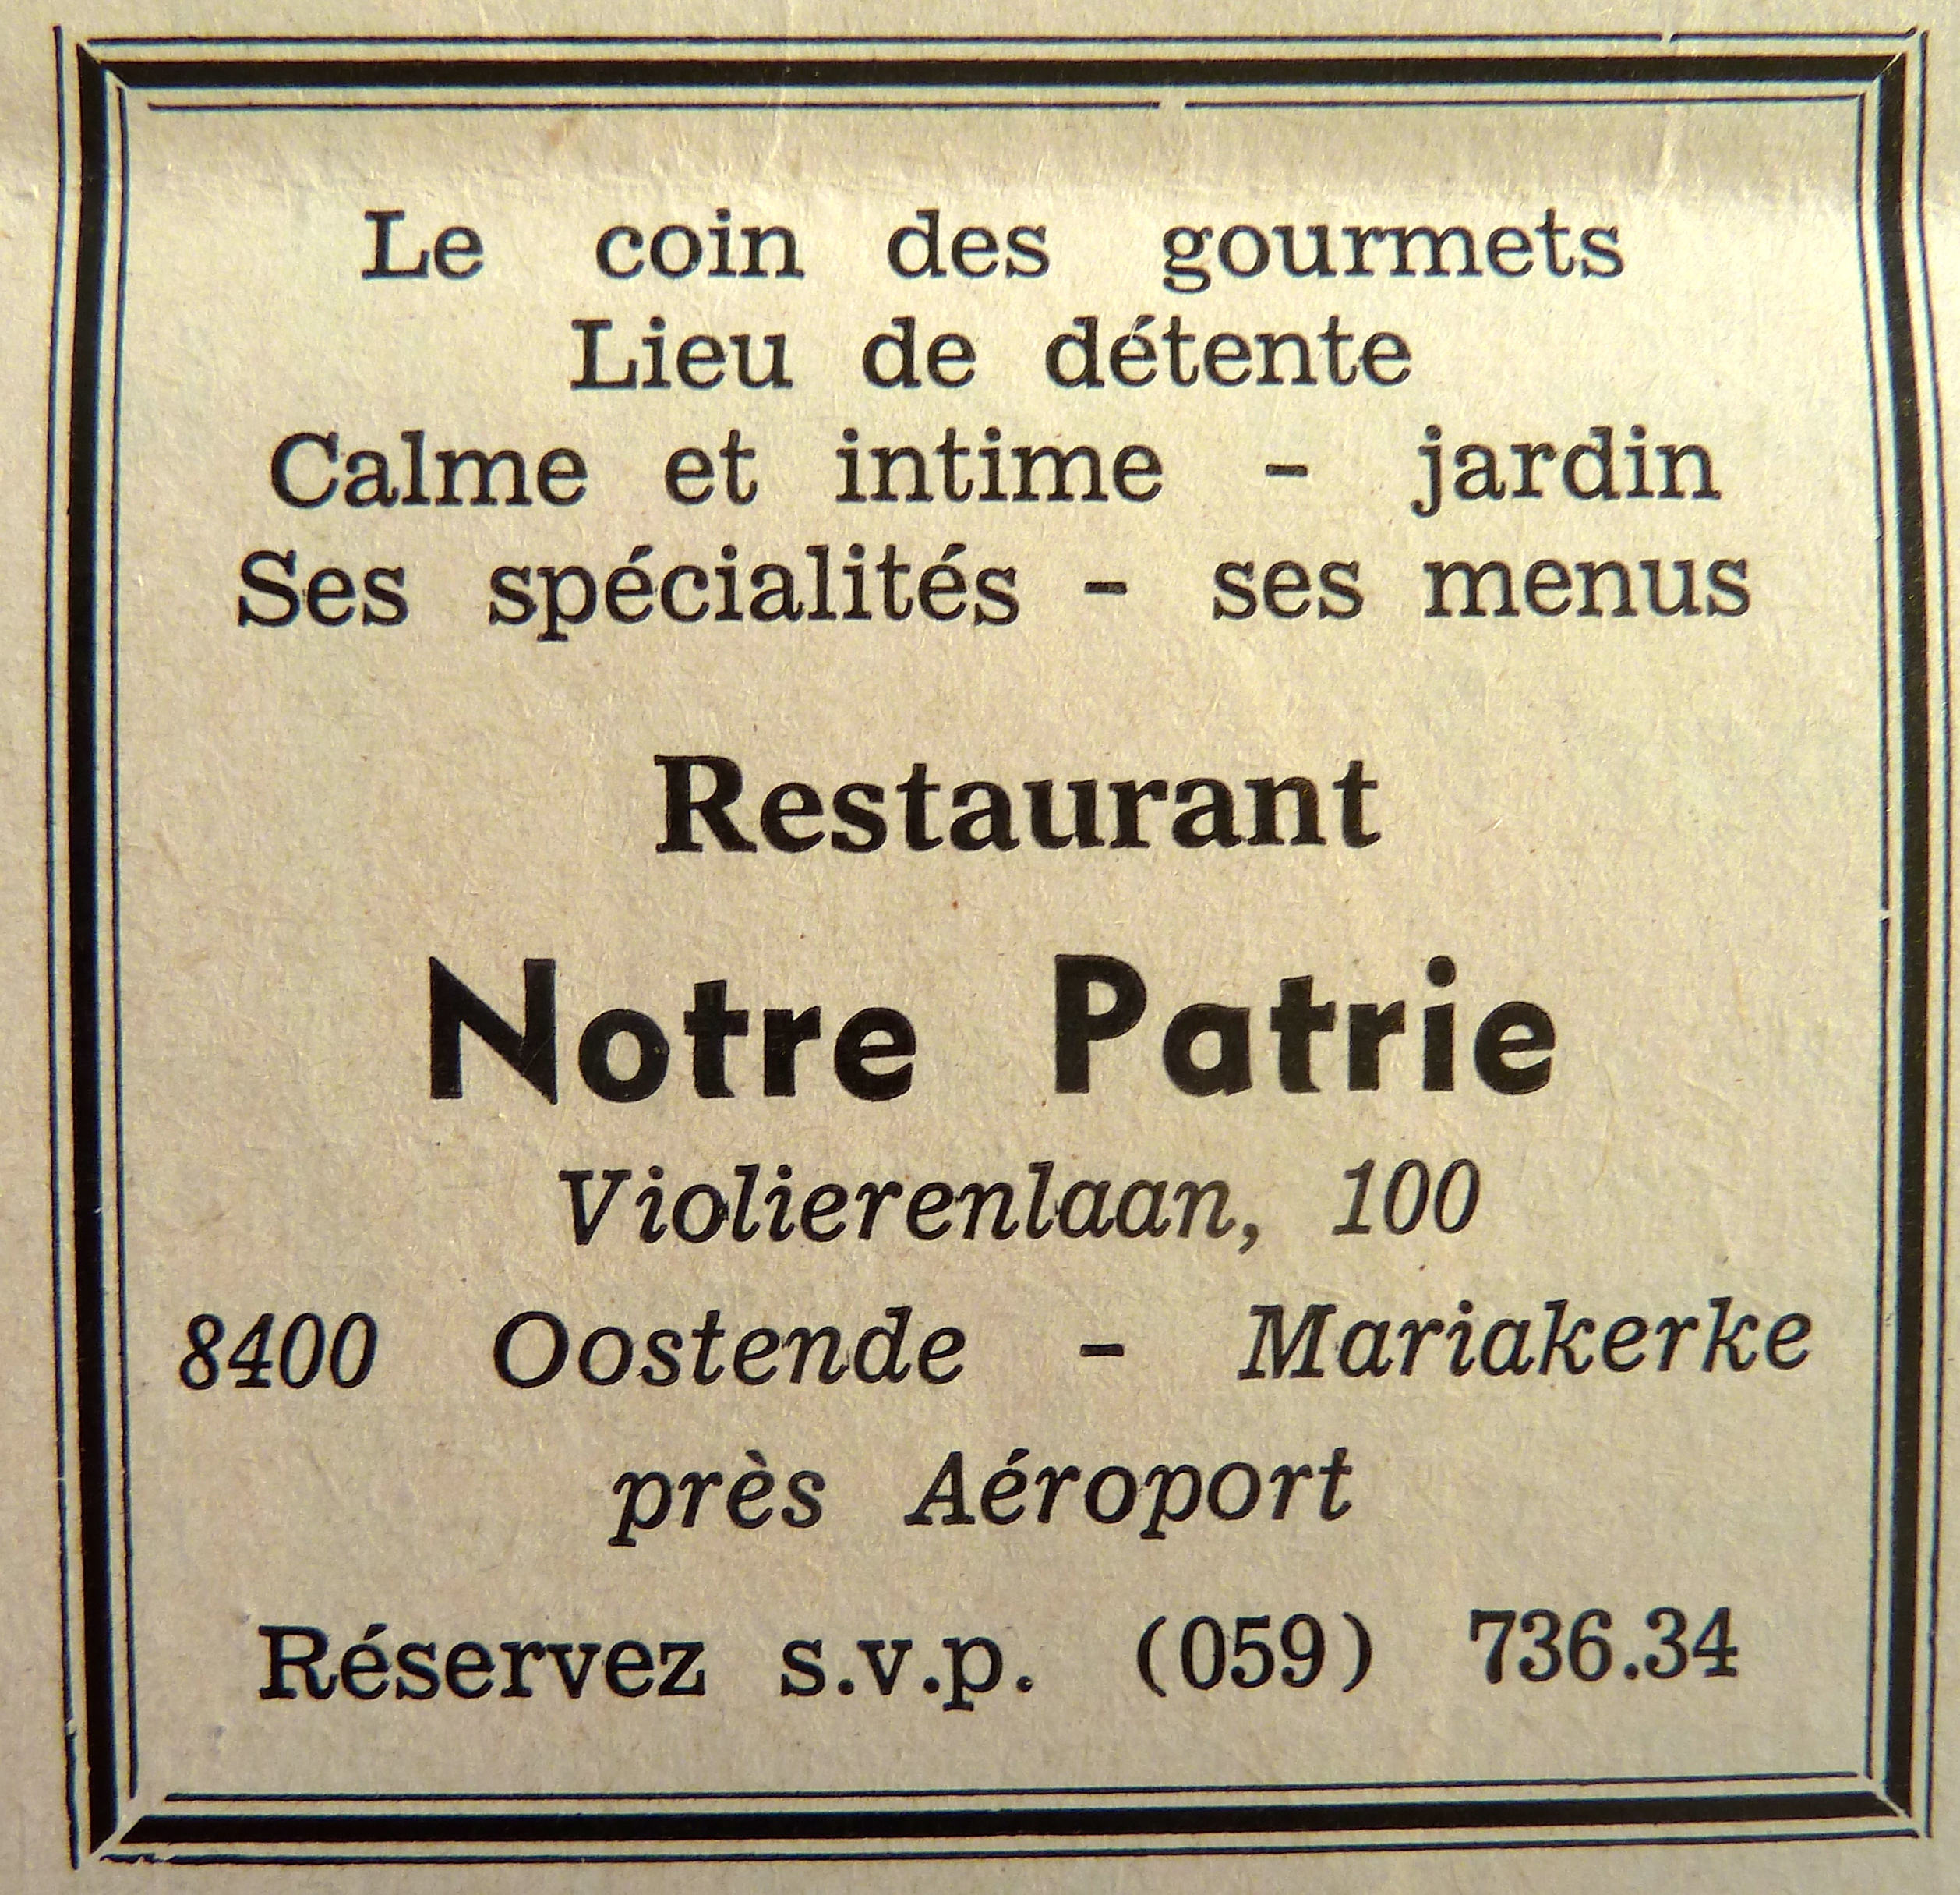 Le coin des gourmets
Lieu de détente
Calme et intime - jardin
Ses spécialités - ses menus
Restaurant
Notre Patrie
Violierenlaan, 100
8400 Oostende - Mariakerke
près Aéroport
Réservez s.v.p. (059) 736.34